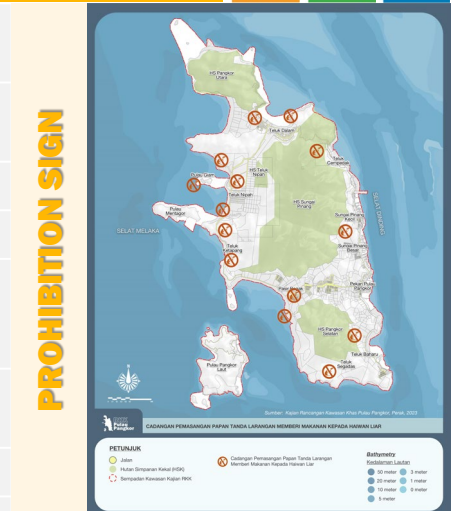 PROHIBITION SIGN
HS Pangkor
Utara
Teluk Dalam
Teluk
Cempedak
HS Teluk
Nipah
Teluk Nipah
HS Sungai
Pinang
Pulau
Mentagor
SELAT MELAKA
SELAT DINDING
Sungai Pinang
Kecil
Sungai Pinang
Besar
Teluk
Ketapang
Pekan Pulau
Pangkor
Pasir Bogak
HS Pangkor
Selatan
Teluk Baharu
Teluk
Segadas
Pulau Pangkor
Laut
Sumber: Kajian Rancangan Kawasan Khas Pulau Pangkor, Perak, 2023
Pulau
Pangkor
CADANGAN PEMASANGAN PAPAN TANDA LARANGAN MEMBERI MAKANAN KEPADA HAIWAN LIAR
PETUNJUK
Jalan
Hutan Simpanan Kekal (HSK)
Sempadan Kawasan Kajian RKK
Cadangan Pemasangan Papan Tanda Larangan
Memberi Makanan Kepada Haiwan Liar
Bathymetry
Kedalaman Lautan
50 meter
3 meter
20 meter
1 meter
10 meter
0 meter
5 meter